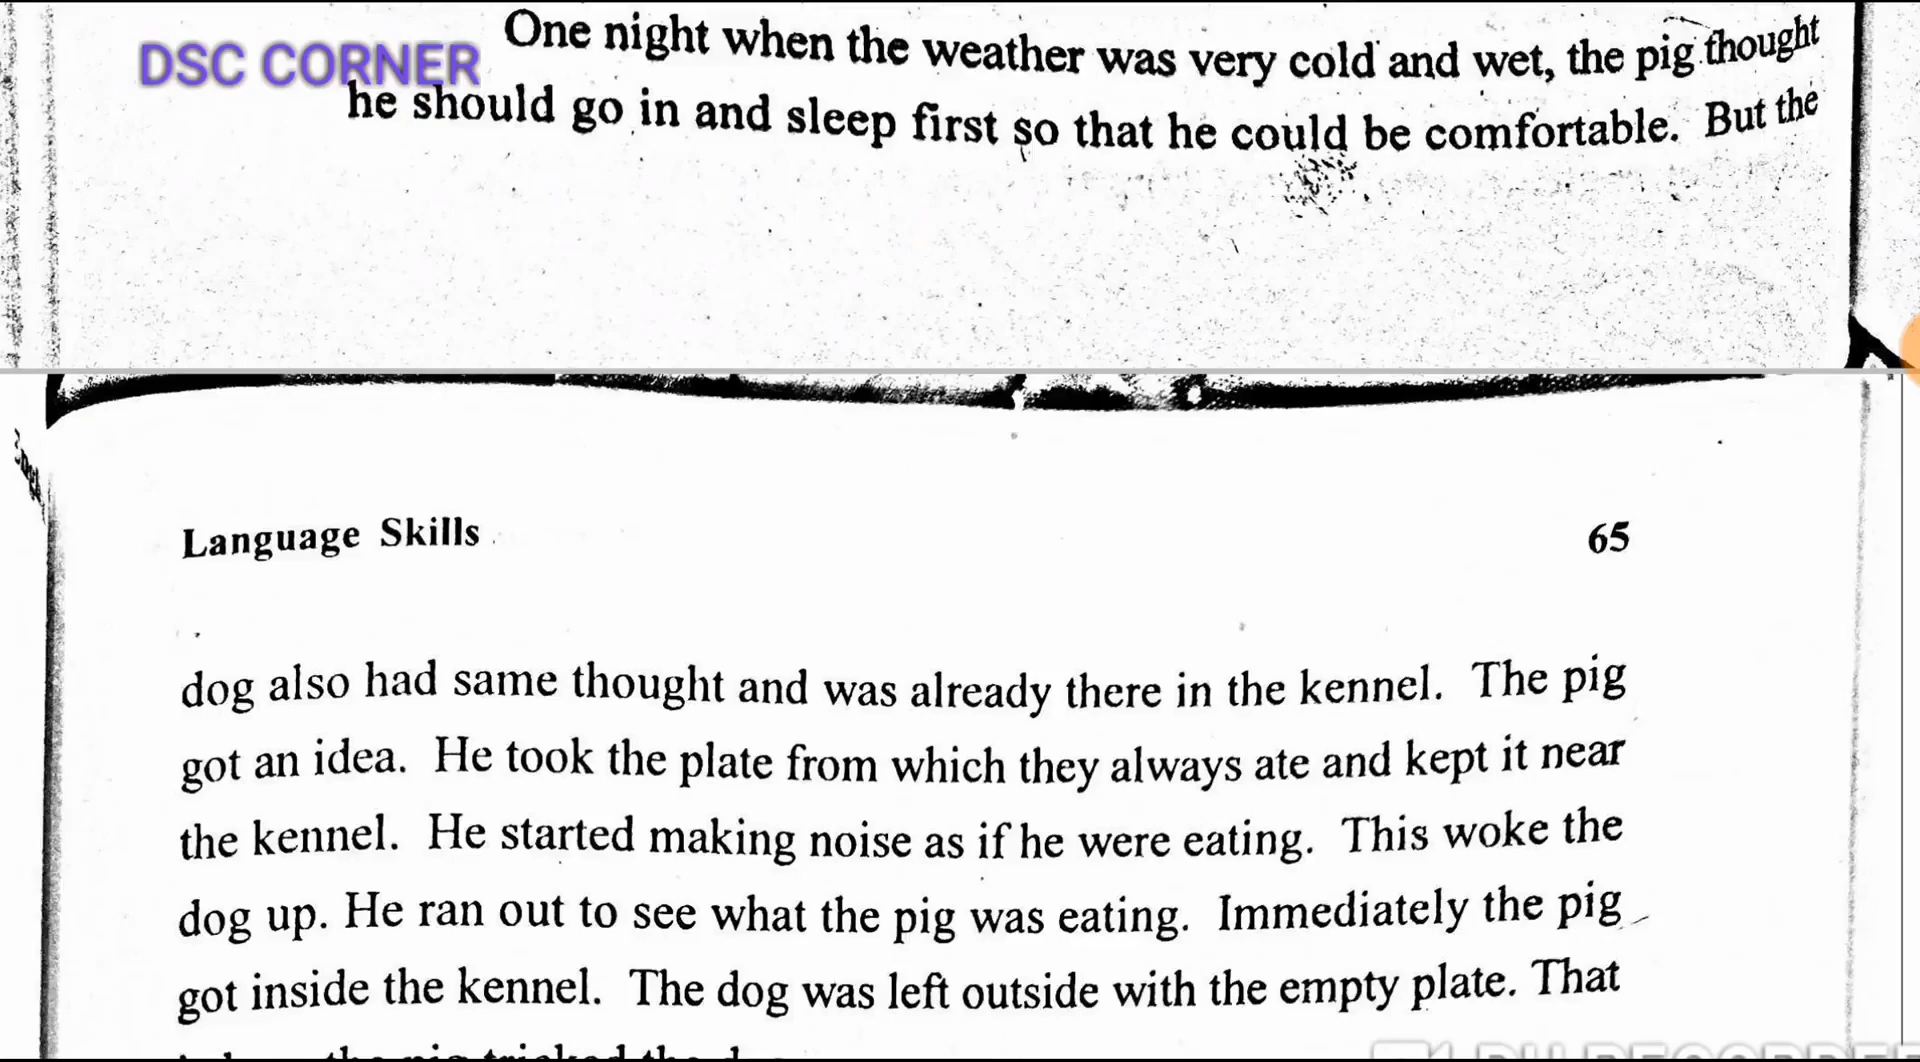 One night when the weather was very cold and wet, the pig thought
DSC CORNER
he should go in and sleep first so that he could be comfortable. But the
Language Skills 65
dog also had same thought and was already there in the kennel. The pig
got an idea. He took the plate from which they always ate and kept it near
the kennel. He started making noise as if he were eating. This woke the
dog up. He ran out to see what the pig was eating. Immediately the pig
got inside the kennel. The dog was left outside with the empty plate. That
the pig tricked the